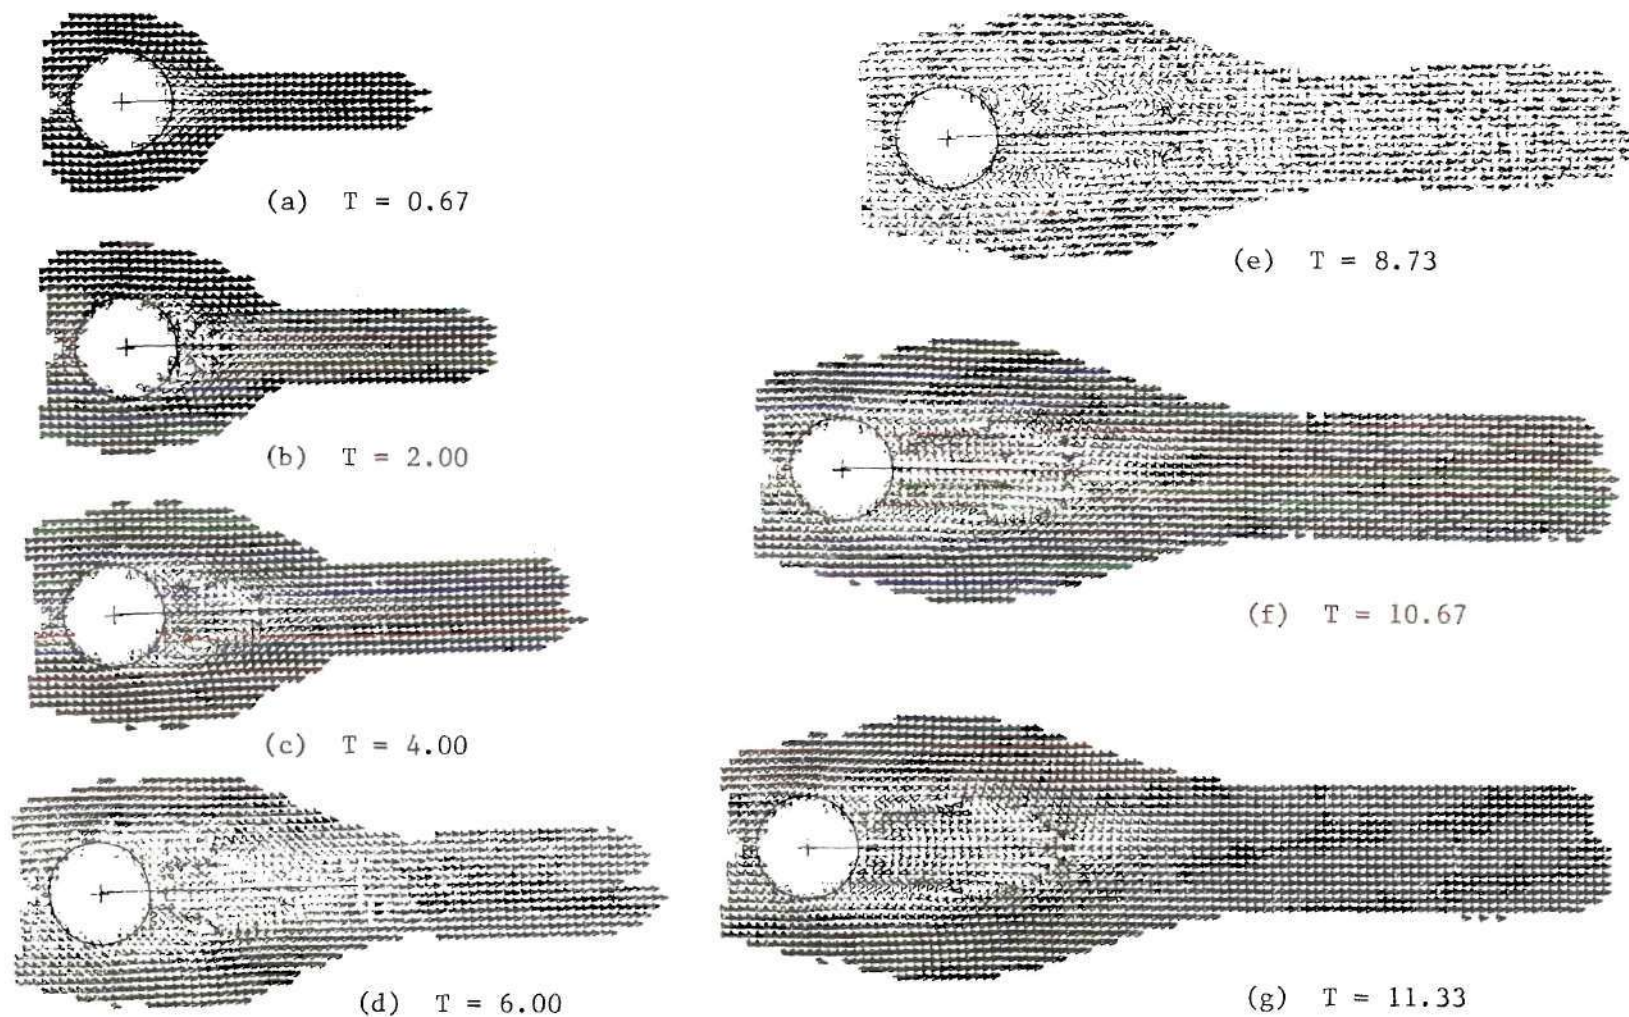 (a) T = 0.67
(b) T = 2.00
(c) T = 4.00
(d) T = 6.00
(e) T = 8.73
(f) T = 10.67
(g) T = 11.33